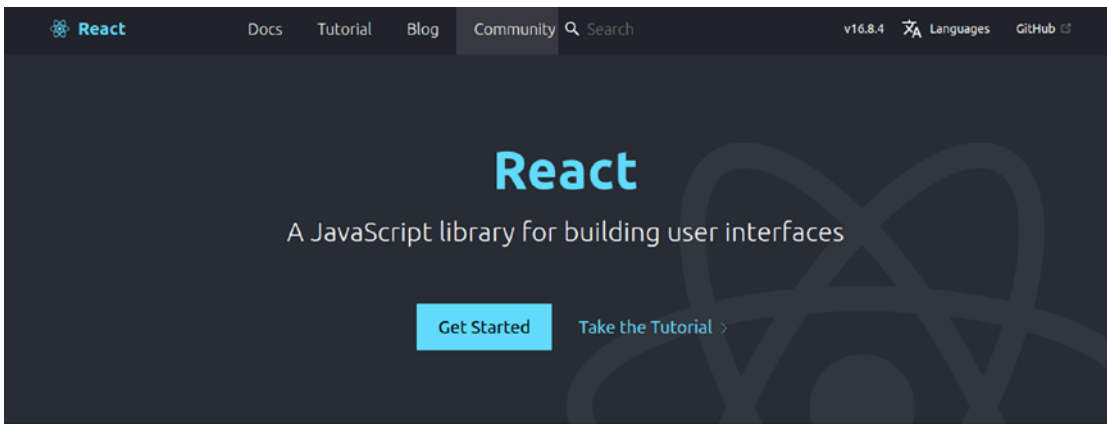 React Docs Tutorial Blog Community Search v16.8.4 Languages GitHub
React
A JavaScript library for building user interfaces
Get Started Take the Tutorial